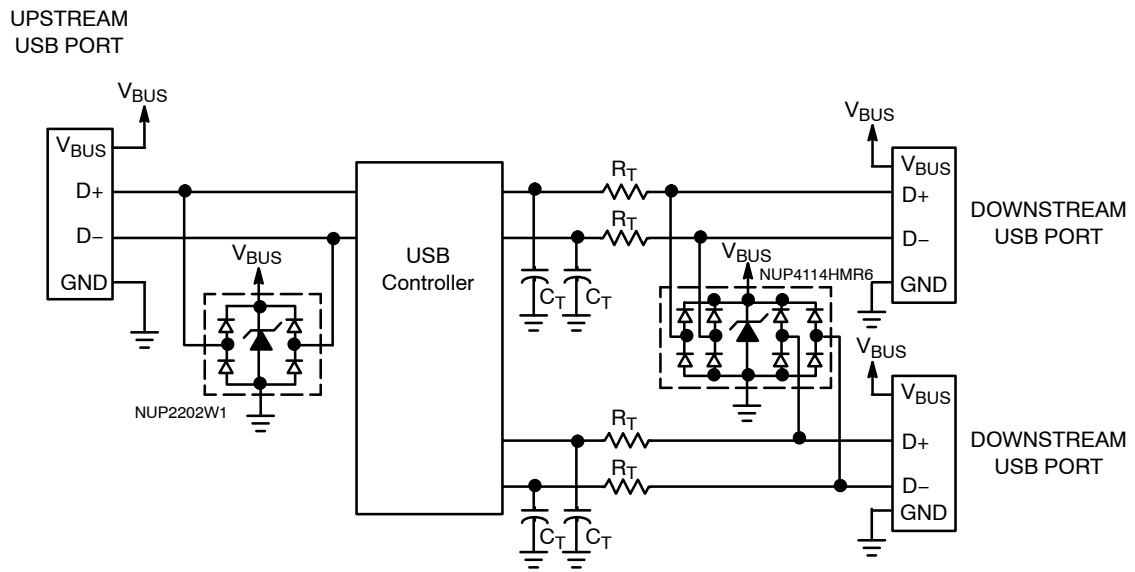 UPSTREAM
USB PORT
VBUS
VBUS
D+
D−
GND
VBUS
NUP2202W1
USB
Controller
RT
RT
CT
CT
VBUS
NUP4114HMR6
VBUS
VBUS
D+
D−
GND
DOWNSTREAM
USB PORT
RT
RT
CT
CT
VBUS
VBUS
D+
D−
GND
DOWNSTREAM
USB PORT